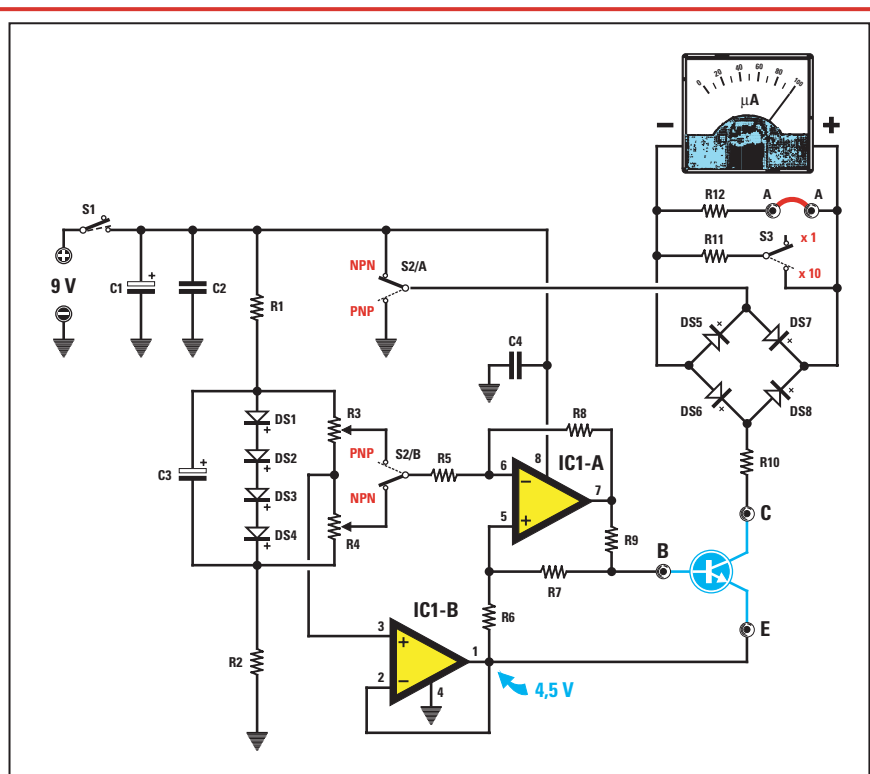 0 20 40 60 80 100
µA
− +
R12 A A
S1
R11 S3 x 1
x 10
NPN S2/A
9 V C1 + C2 R1 PNP
DS5 DS7
C4
DS6 DS8
R3 R8
DS1 +
PNP S2/B R5 6 − 8 IC1-A R10
C3 + DS2 +
7 C
DS3 + NPN 5 +
R4 R9
DS4 + B
R7
IC1-B R6
3 + E
1
R2 2 − 4 4,5 V